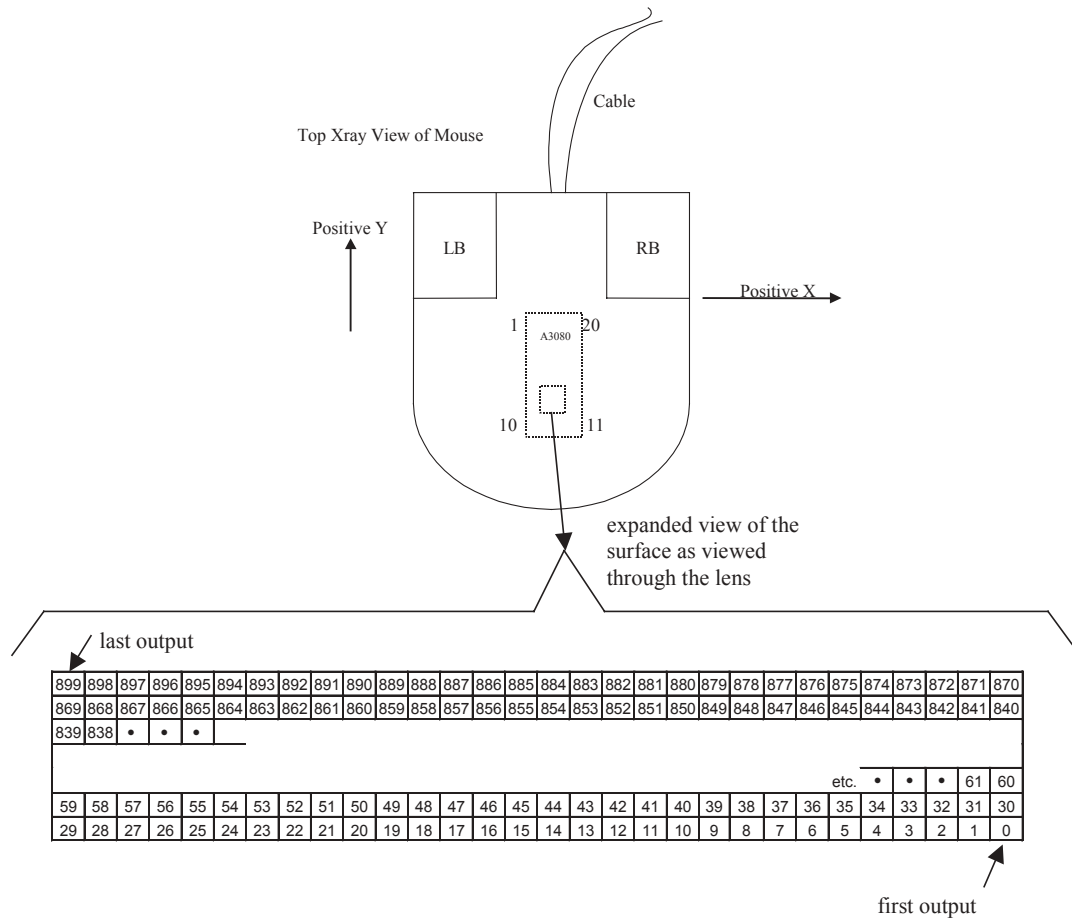 Cable
Top Xray View of Mouse
Positive Y
LB
RB
Positive X
1
20
A3080
10
11
expanded view of the
surface as viewed
through the lens
last output
899 898 897 896 895 894 893 892 891 890 889 888 887 886 885 884 883 882 881 880 879 878 877 876 875 874 873 872 871 870
869 868 867 866 865 864 863 862 861 860 859 858 857 856 855 854 853 852 851 850 849 848 847 846 845 844 843 842 841 840
839 838 • • •
etc. • • • 61 60
59 58 57 56 55 54 53 52 51 50 49 48 47 46 45 44 43 42 41 40 39 38 37 36 35 34 33 32 31 30
29 28 27 26 25 24 23 22 21 20 19 18 17 16 15 14 13 12 11 10 9 8 7 6 5 4 3 2 1 0
first output